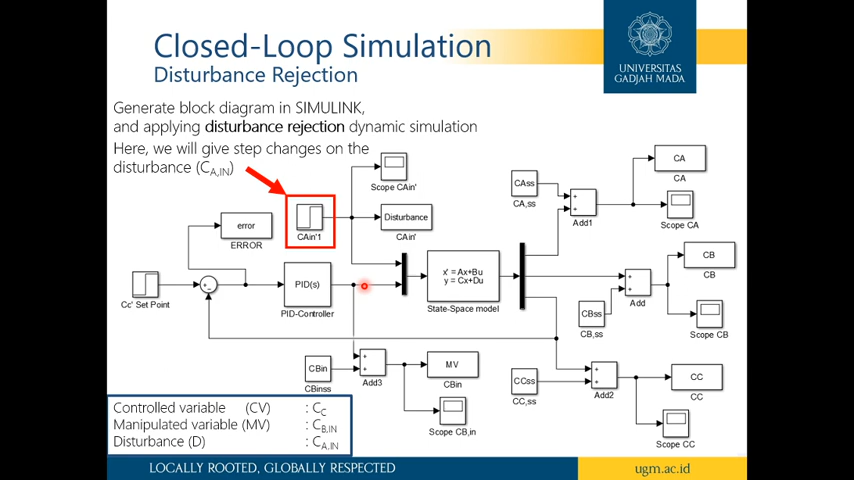 Closed-Loop Simulation
Disturbance Rejection
UNIVERSITAS
GADJAH MADA
Generate block diagram in SIMULINK,
and applying disturbance rejection dynamic simulation
Here, we will give step changes on the
disturbance (CA,IN)
Scope CAin'
CAin'1
Disturbance
CAin'
error
ERROR
Cc' Set Point
PID(s)
PID-Controller
x' = Ax+Bu
y = Cx+Du
State-Space model
CAss
CA,ss
Add1
CA
CA
Scope CA
CB
CB
Add
CBss
CB,ss
Scope CB
CBin
CBinss
Add3
MV
CBin
Scope CB,in
CCss
CC,ss
Add2
CC
CC
Scope CC
Controlled variable (CV) : CC
Manipulated variable (MV) : CB,IN
Disturbance (D) : CA,IN
LOCALLY ROOTED, GLOBALLY RESPECTED
ugm.ac.id